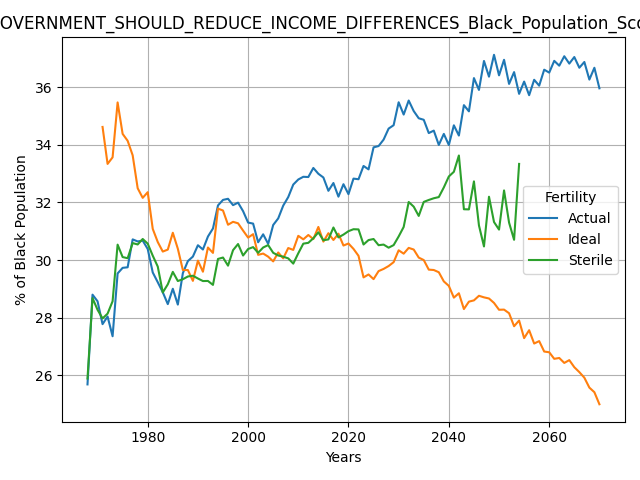 OVERNMENT_SHOULD_REDUCE_INCOME_DIFFERENCES_Black_Population_Sco
% of Black Population
36
34
32
30
28
26
Fertility
Actual
Ideal
Sterile
1980
2000
2020
2040
2060
Years